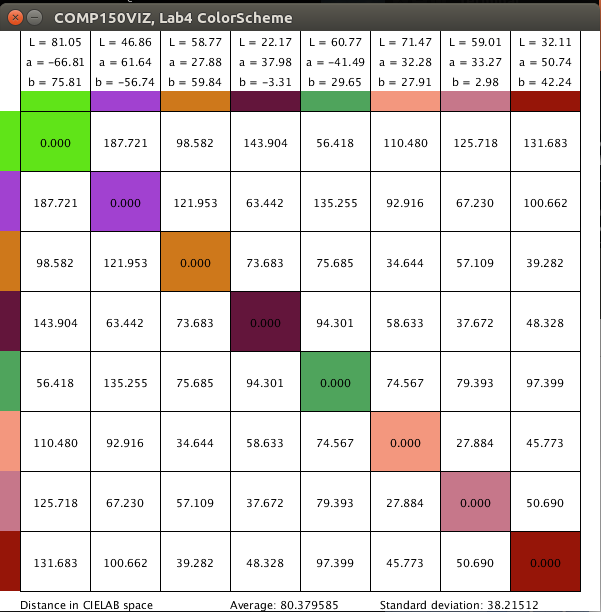 COMP150VIZ, Lab4 ColorScheme
L = 81.05 L = 46.86 L = 58.77 L = 22.17 L = 60.77 L = 71.47 L = 59.01 L = 32.11
a = −66.81 a = 61.64 a = 27.88 a = 37.98 a = −41.49 a = 32.28 a = 33.27 a = 50.74
b = 75.81 b = −56.74 b = 59.84 b = −3.31 b = 29.65 b = 27.91 b = 2.98 b = 42.24
0.000 187.721 98.582 143.904 56.418 110.480 125.718 131.683
187.721 0.000 121.953 63.442 135.255 92.916 67.230 100.662
98.582 121.953 0.000 73.683 75.685 34.644 57.109 39.282
143.904 63.442 73.683 0.000 94.301 58.633 37.672 48.328
56.418 135.255 75.685 94.301 0.000 74.567 79.393 97.399
110.480 92.916 34.644 58.633 74.567 0.000 27.884 45.773
125.718 67.230 57.109 37.672 79.393 27.884 0.000 50.690
131.683 100.662 39.282 48.328 97.399 45.773 50.690 0.000
Distance in CIELAB space Average: 80.379585 Standard deviation: 38.21512